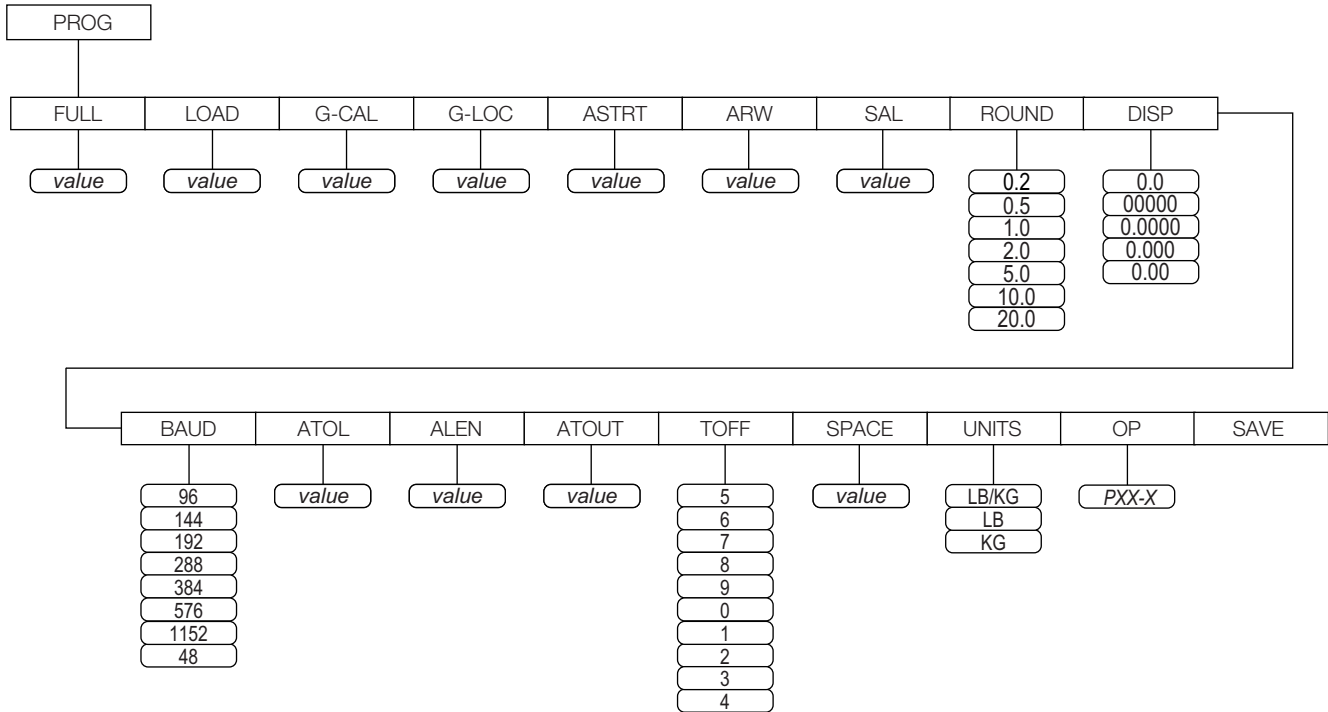 PROG
FULL LOAD G-CAL G-LOC ASTRT ARW SAL ROUND DISP
value value value value value value value 0.2 0.0
0.5 00000
1.0 0.0000
2.0 0.000
5.0 0.00
10.0
20.0
BAUD ATOL ALEN ATOUT TOFF SPACE UNITS OP SAVE
96 value value value 5 value LB/KG PXX-X
144 6 LB
192 7 KG
288 8
384 9
576 0
1152 1
48 2
3
4